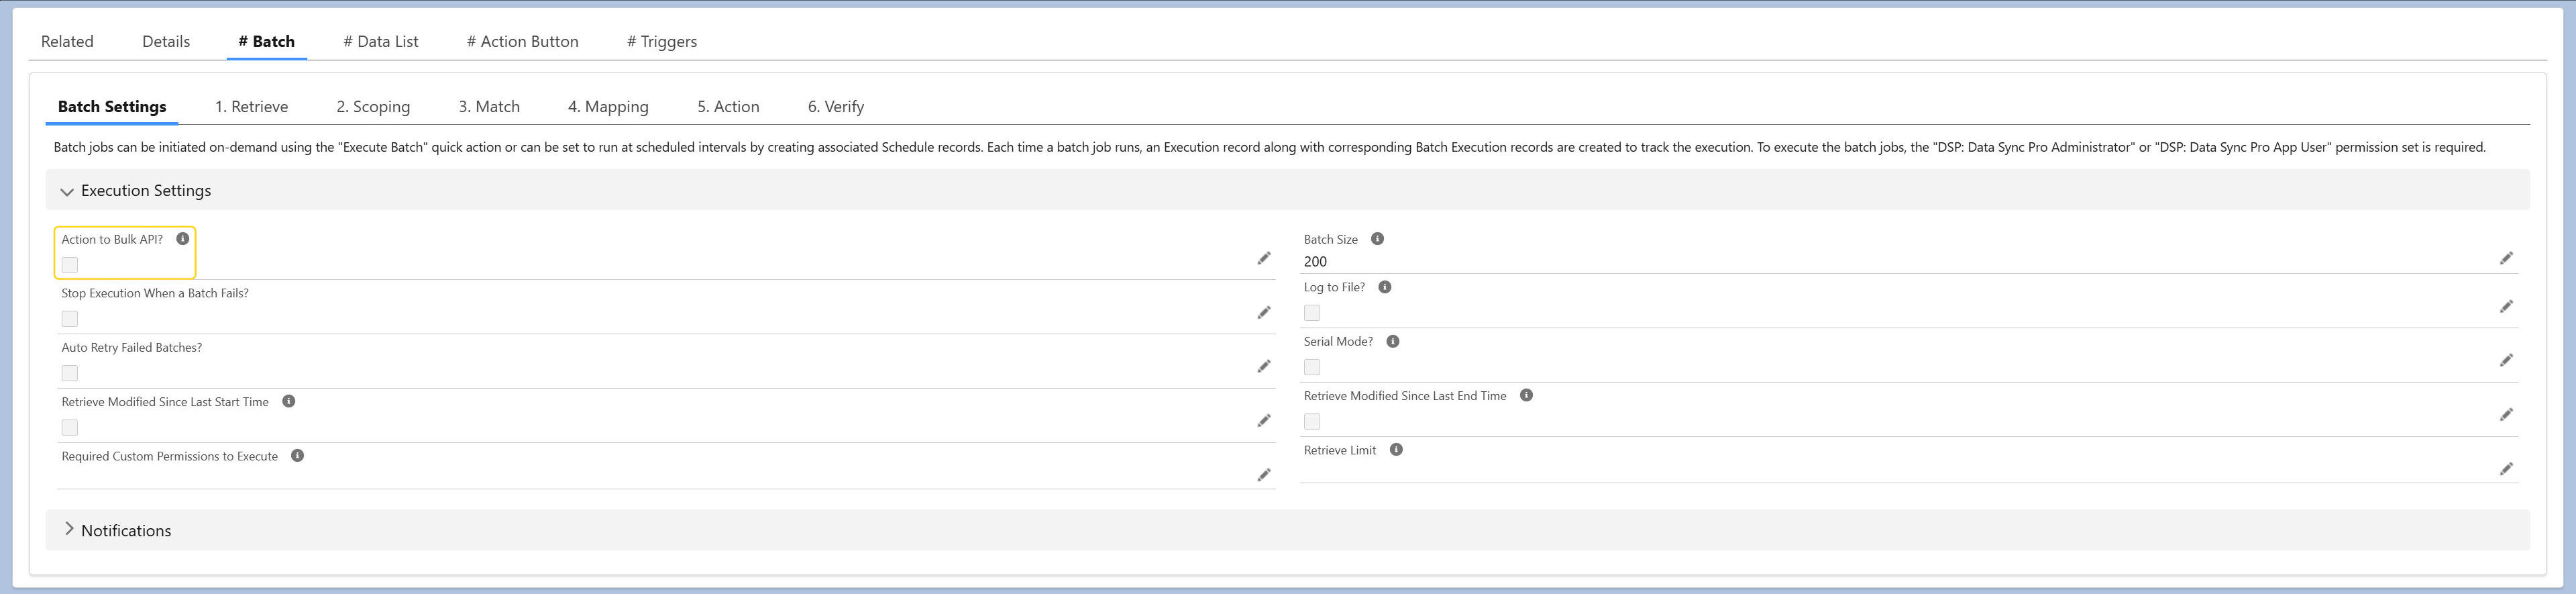 Related Details # Batch # Data List # Action Button # Triggers
Batch Settings 1. Retrieve 2. Scoping 3. Match 4. Mapping 5. Action 6. Verify
Batch jobs can be initiated on-demand using the "Execute Batch" quick action or can be set to run at scheduled intervals by creating associated Schedule records. Each time a batch job runs, an Execution record along with corresponding Batch Execution records are created to track the execution. To execute the batch jobs, the "DSP: Data Sync Pro Administrator" or "DSP: Data Sync Pro App User" permission set is required.
Execution Settings
Action to Bulk API?
Batch Size
200
Stop Execution When a Batch Fails?
Log to File?
Auto Retry Failed Batches?
Serial Mode?
Retrieve Modified Since Last Start Time
Retrieve Modified Since Last End Time
Required Custom Permissions to Execute
Retrieve Limit
Notifications